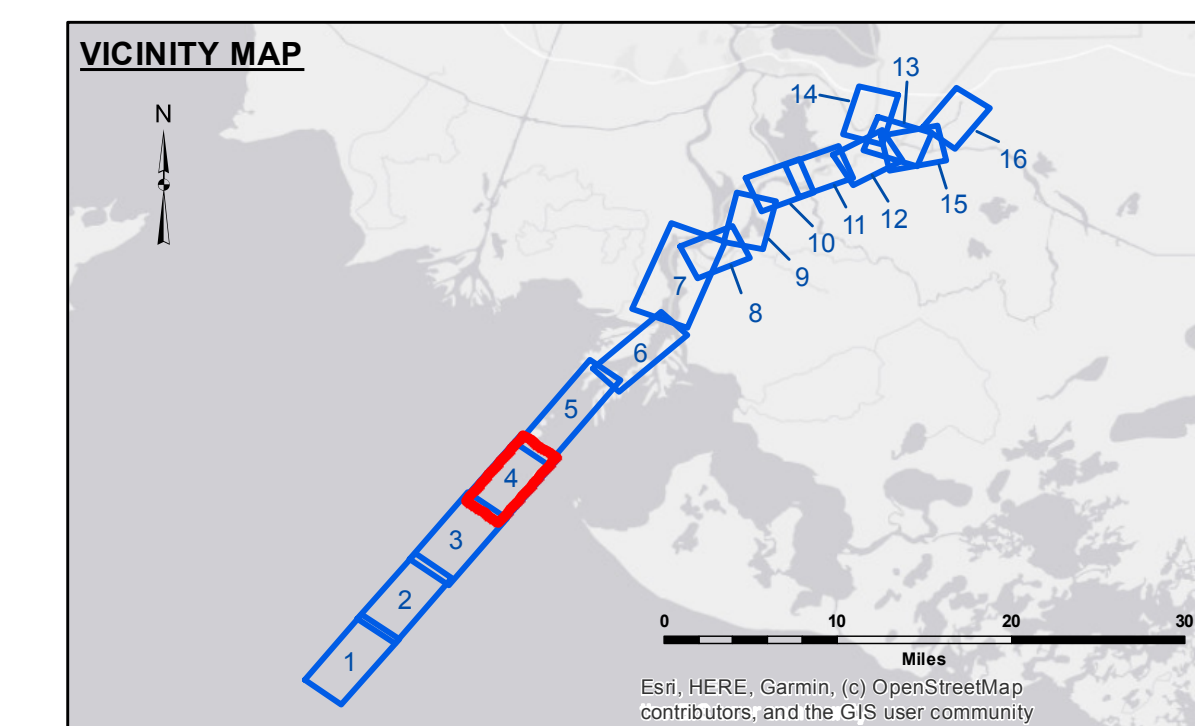 VICINITY MAP
N
13
14
16
15
12
11
10
9
8
7
6
5
4
3
2
1
0 10 20 30
Miles
Esri, HERE, Garmin, (c) OpenStreetMap
contributors, and the GIS user community